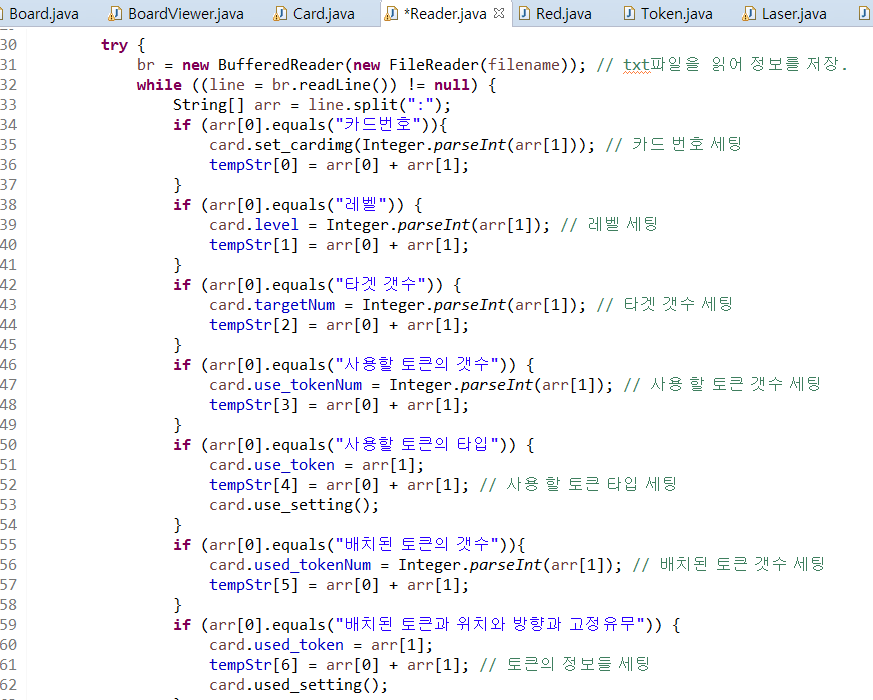 Board.java BoardViewer.java Card.java *Reader.java Red.java Token.java Laser.java
30 try {
31 br = new BufferedReader(new FileReader(filename)); // txt파일을 읽어 정보를 저장.
32 while ((line = br.readLine()) != null) {
33 String[] arr = line.split(":");
34 if (arr[0].equals("카드번호")){
35 card.set_cardimg(Integer.parseInt(arr[1])); // 카드 번호 세팅
36 tempStr[0] = arr[0] + arr[1];
37 }
38 if (arr[0].equals("레벨")) {
39 card.level = Integer.parseInt(arr[1]); // 레벨 세팅
40 tempStr[1] = arr[0] + arr[1];
41 }
42 if (arr[0].equals("타겟 갯수")) {
43 card.targetNum = Integer.parseInt(arr[1]); // 타겟 갯수 세팅
44 tempStr[2] = arr[0] + arr[1];
45 }
46 if (arr[0].equals("사용할 토큰의 갯수")) {
47 card.use_tokenNum = Integer.parseInt(arr[1]); // 사용 할 토큰 갯수 세팅
48 tempStr[3] = arr[0] + arr[1];
49 }
50 if (arr[0].equals("사용할 토큰의 타입")) {
51 card.use_token = arr[1];
52 tempStr[4] = arr[0] + arr[1]; // 사용 할 토큰 타입 세팅
53 card.use_setting();
54 }
55 if (arr[0].equals("배치된 토큰의 갯수")){
56 card.used_tokenNum = Integer.parseInt(arr[1]); // 배치된 토큰 갯수 세팅
57 tempStr[5] = arr[0] + arr[1];
58 }
59 if (arr[0].equals("배치된 토큰과 위치와 방향과 고정유무")) {
60 card.used_token = arr[1];
61 tempStr[6] = arr[0] + arr[1]; // 토큰의 정보들 세팅
62 card.used_setting();